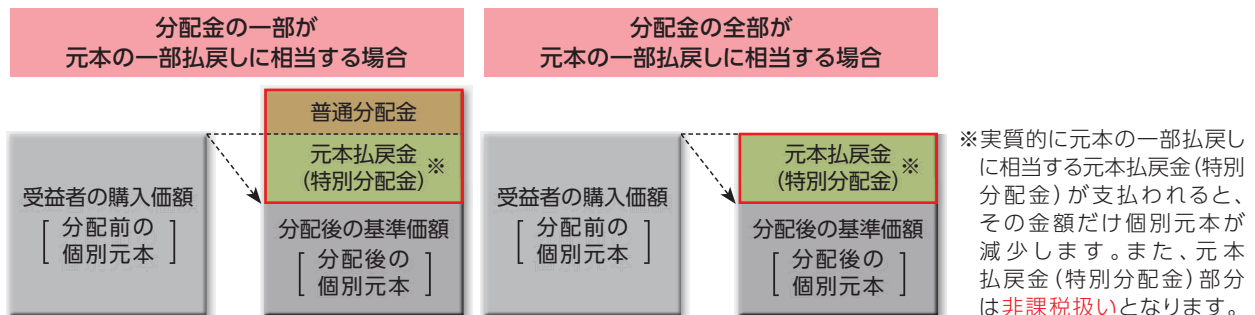 分配金の一部が
元本の一部払戻しに相当する場合
普通分配金
元本払戻金
(特別分配金)
※
受益者の購入価額
分配前の
個別元本
分配後の基準価額
分配後の
個別元本
分配金の全部が
元本の一部払戻しに相当する場合
元本払戻金
(特別分配金)
※
受益者の購入価額
分配前の
個別元本
分配後の基準価額
分配後の
個別元本
※実質的に元本の一部払戻し
に相当する元本払戻金(特別
分配金)が支払われると、
その金額だけ個別元本が
減少します。また、元本
払戻金(特別分配金)部分
は非課税扱いとなります。